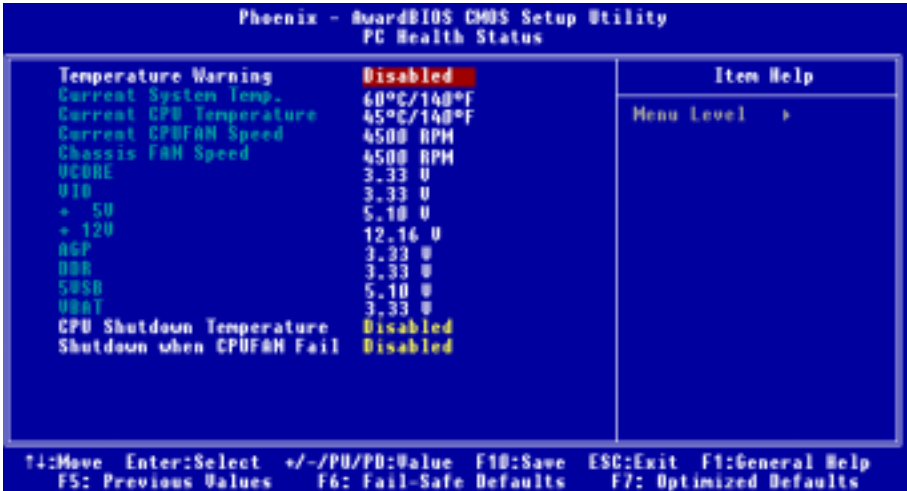 Phoenix - AwardBIOS CMOS Setup Utility
PC Health Status
Temperature Warning Disabled
Current System Temp. 60°C/140°F
Current CPU Temperature 45°C/140°F
Current CPUFAN Speed 4500 RPM
Chassis FAN Speed 4500 RPM
VCORE 3.33 V
VIO 3.33 V
+ 5V 5.10 V
+ 12V 12.16 V
AGP 3.33 V
DDR 3.33 V
5VSB 5.10 V
VBAT 3.33 V
CPU Shutdown Temperature Disabled
Shutdown when CPUFAN Fail Disabled
Item Help
Menu Level ▸
↑↓:Move Enter:Select +/-/PU/PD:Value F10:Save ESC:Exit F1:General Help
F5: Previous Values F6: Fail-Safe Defaults F7: Optimized Defaults